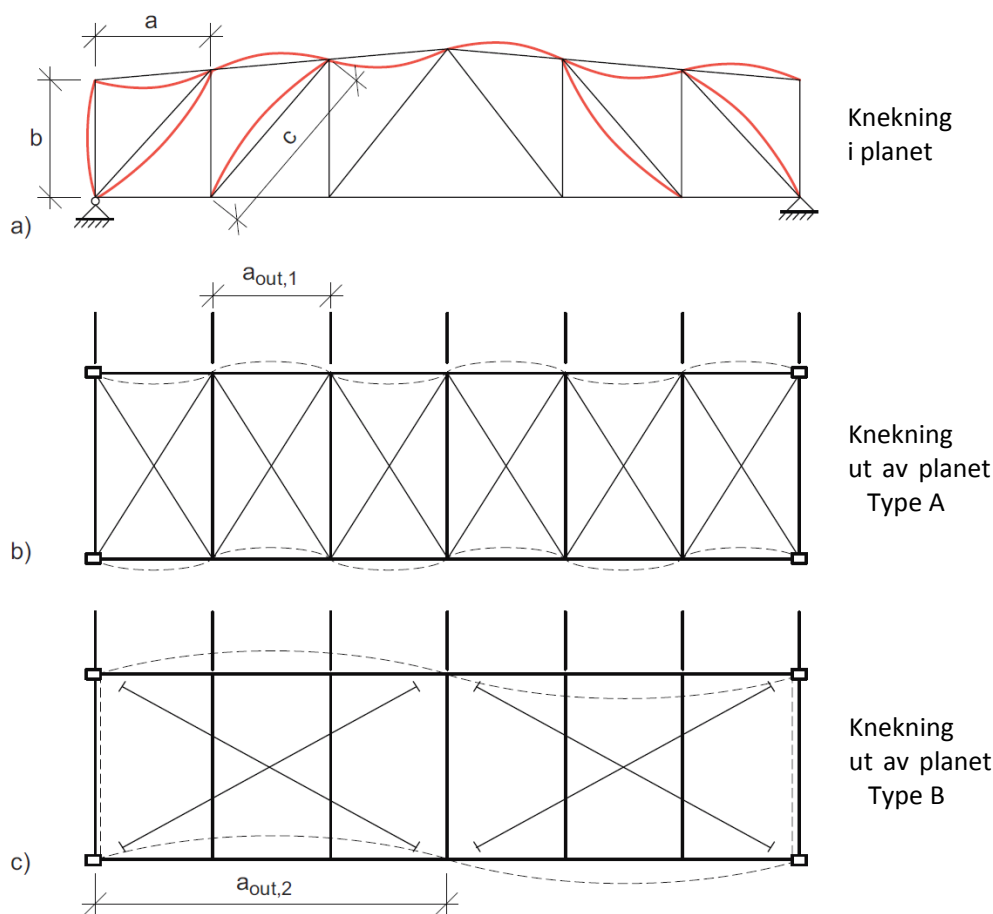 a
b
c
a)
Knekning
i planet
a_out,1
Knekning
ut av planet
Type A
b)
Knekning
ut av planet
Type B
c)
a_out,2